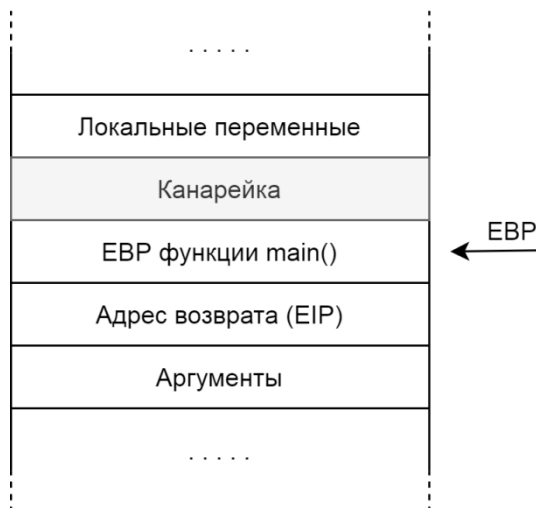 . . . . .
Локальные переменные
Канарейка
EBP функции main()
EBP
Адрес возврата (EIP)
Аргументы
. . . . .